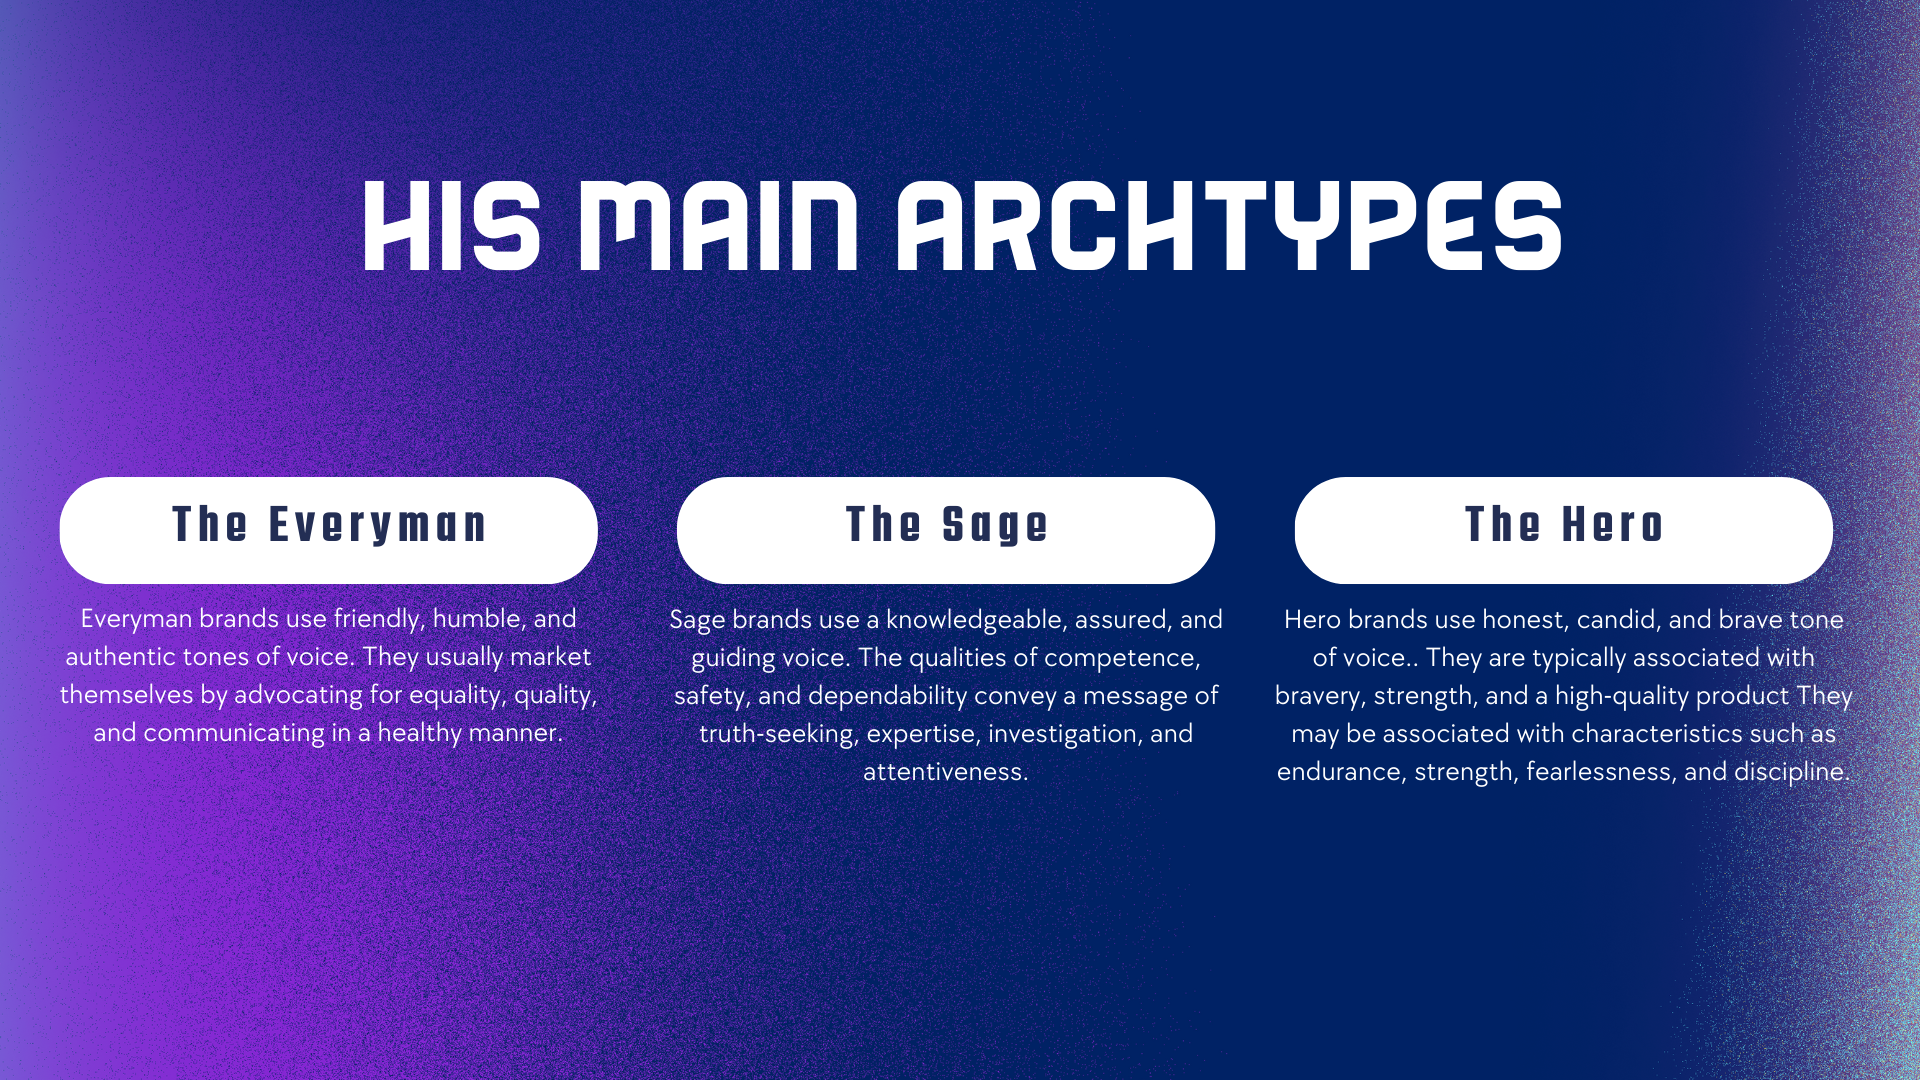 HIS MAIN ARCHTYPES
The Everyman
Everyman brands use friendly, humble, and
authentic tones of voice. They usually market
themselves by advocating for equality, quality,
and communicating in a healthy manner.
The Sage
Sage brands use a knowledgeable, assured, and
guiding voice. The qualities of competence,
safety, and dependability convey a message of
truth-seeking, expertise, investigation, and
attentiveness.
The Hero
Hero brands use honest, candid, and brave tone
of voice.. They are typically associated with
bravery, strength, and a high-quality product They
may be associated with characteristics such as
endurance, strength, fearlessness, and discipline.